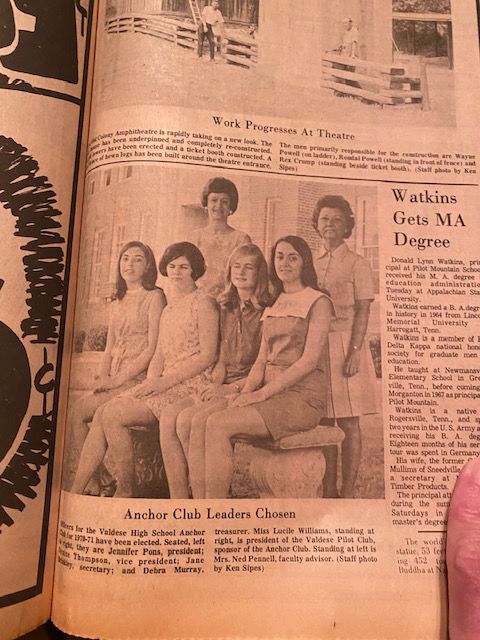 Work Progresses At Theatre
Colony Amphitheatre is rapidly taking on a new look. The
has been underpinned and completely re-constructed.
towers have been erected and a ticket booth constructed. A
fence of hewn logs has been built around the theatre entrance.
The men primarily responsible for the construction are Wayne
Powell (on ladder), Rondal Powell (standing in front of fence) and
Rex Crump (standing beside ticket booth). (Staff photo by Ken
Sipes)
Watkins
Gets MA
Degree
Donald Lynn Watkins, prin
cipal at Pilot Mountain School
received his M. A. degree
education administratio
Tuesday at Appalachian Sta
University.
Watkins earned a B. A. degr
in history in 1964 from Linco
Memorial University
Harrogatt, Tenn.
Watkins is a member of
Delta Kappa national hono
society for graduate men
education.
He taught at Newmansv
Elementary School in Gre
ville, Tenn., before coming
Morganton in 1967 as principa
Pilot Mountain.
Watkins is a native
Rogersville, Tenn., and sp
two years in the U. S. Army a
receiving his B. A. deg
Eighteen months of his ser
tour was spent in Germany
His wife, the former
Mullims of Sneedville
a secretary at
Timber Products.
The principal att
during the sum
Saturdays in
master's degree
The world
statue, 53 feet
ing 452 to
Buddha at Na
Anchor Club Leaders Chosen
Officers for the Valdese High School Anchor
Club for 1970-71 have been elected. Seated, left
right, they are Jennifer Pons, president;
Thompson, vice president; Jane
secretary; and Debra Murray,
treasurer. Miss Lucile Williams, standing at
right, is president of the Valdese Pilot Club,
sponsor of the Anchor Club. Standing at left is
Mrs. Ned Pennell, faculty advisor. (Staff photo
by Ken Sipes)